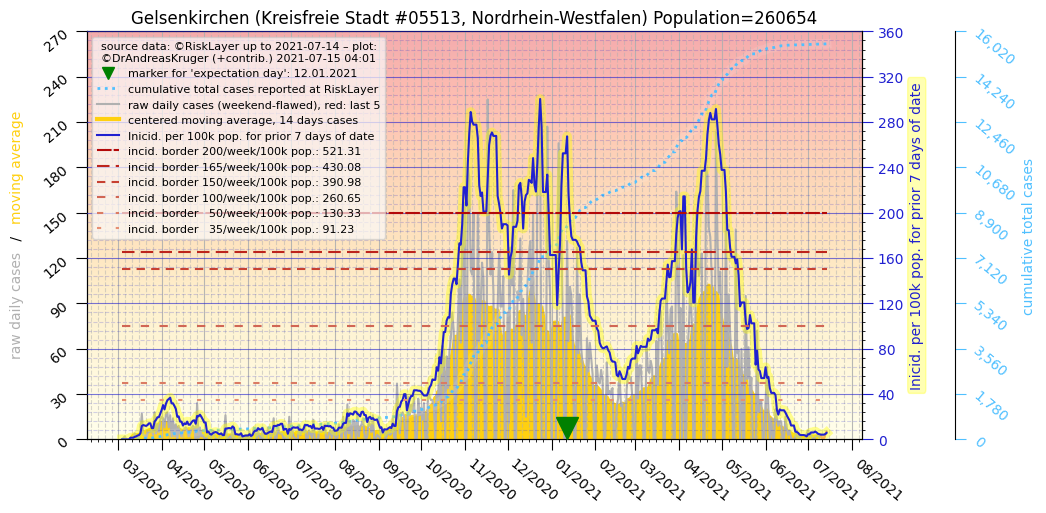 Gelsenkirchen (Kreisfreie Stadt #05513, Nordrhein-Westfalen) Population=260654
source data: ©RiskLayer up to 2021-07-14 – plot:
©DrAndreasKruger (+contrib.) 2021-07-15 04:01
marker for 'expectation day': 12.01.2021
cumulative total cases reported at RiskLayer
raw daily cases (weekend-flawed), red: last 5
centered moving average, 14 days cases
Inicid. per 100k pop. for prior 7 days of date
incid. border 200/week/100k pop.: 521.31
incid. border 165/week/100k pop.: 430.08
incid. border 150/week/100k pop.: 390.98
incid. border 100/week/100k pop.: 260.65
incid. border   50/week/100k pop.: 130.33
incid. border   35/week/100k pop.: 91.23
raw daily cases  /  moving average
270
240
210
180
150
120
90
60
30
0
03/2020
04/2020
05/2020
06/2020
07/2020
08/2020
09/2020
10/2020
11/2020
12/2020
01/2021
02/2021
03/2021
04/2021
05/2021
06/2021
07/2021
08/2021
360
320
280
240
200
160
120
80
40
0
Inicid. per 100k pop. for prior 7 days of date
16,020
14,240
12,460
10,680
8,900
7,120
5,340
3,560
1,780
0
cumulative total cases